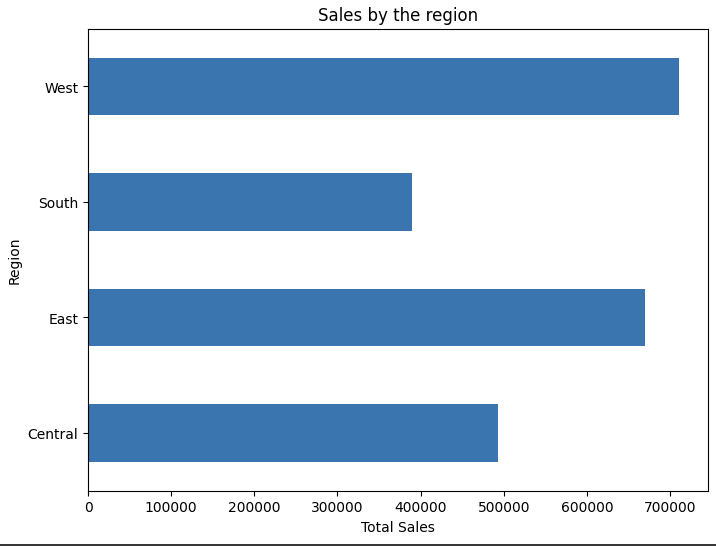 Sales by the region
West
South
East
Central
Region
0 100000 200000 300000 400000 500000 600000 700000
Total Sales